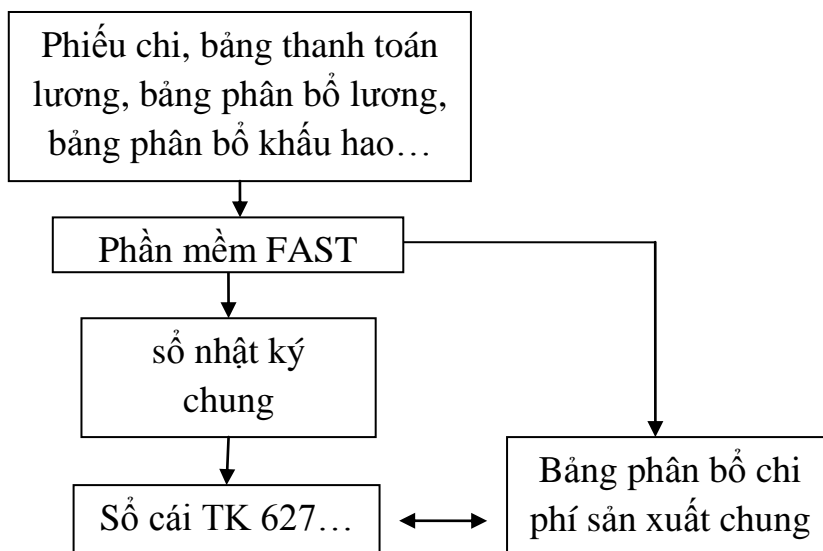 Phiếu chi, bảng thanh toán
lương, bảng phân bổ lương,
bảng phân bổ khấu hao…
Phần mềm FAST
sổ nhật ký
chung
Sổ cái TK 627…
Bảng phân bổ chi
phí sản xuất chung